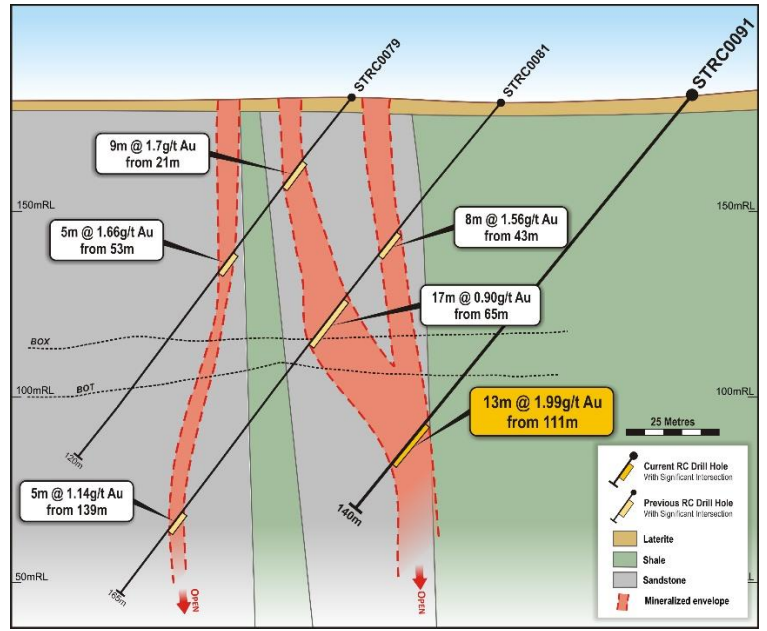 STRC0079
STRC0081
STRC0091
9m @ 1.7g/t Au
from 21m
150mRL
150mRL
5m @ 1.66g/t Au
from 53m
8m @ 1.56g/t Au
from 43m
17m @ 0.90g/t Au
from 65m
BOX
BOT
100mRL
100mRL
13m @ 1.99g/t Au
from 111m
25 Metres
120m
5m @ 1.14g/t Au
from 139m
140m
165m
50mRL
50mRL
OPEN
OPEN
Current RC Drill Hole
With Significant Intersection
Previous RC Drill Hole
With Significant Intersection
Laterite
Shale
Sandstone
Mineralized envelope